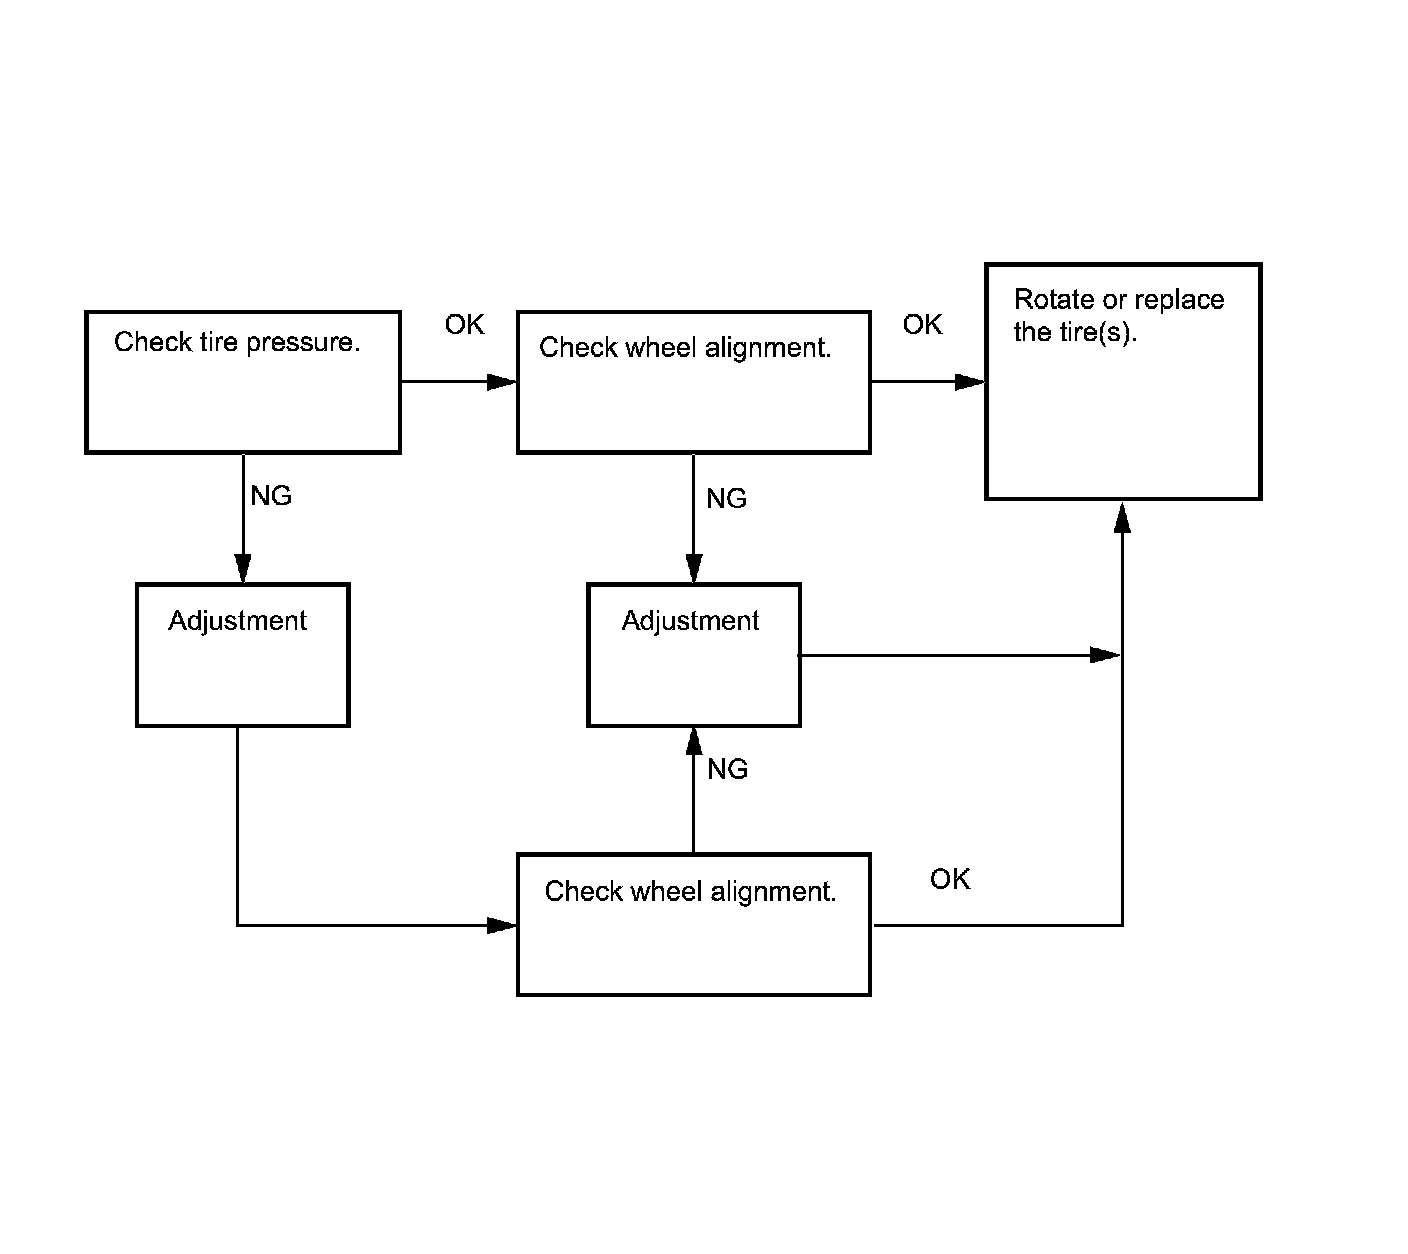 Check tire pressure.
OK
Check wheel alignment.
OK
Rotate or replace
the tire(s).
NG
NG
Adjustment
Adjustment
NG
Check wheel alignment.
OK